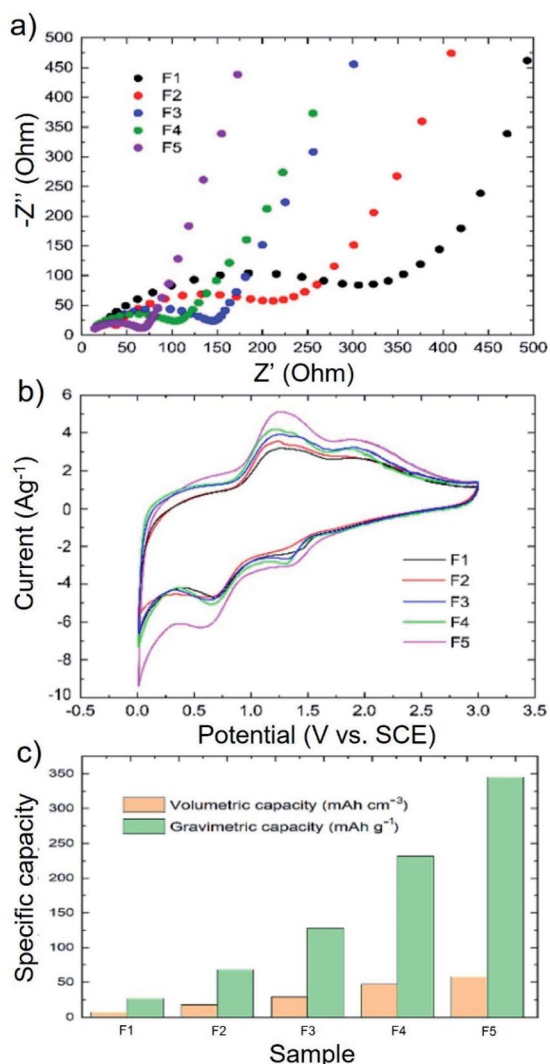 a)
500
450
400
350
300
250
200
150
100
50
0
-Z'' (Ohm)
F1
F2
F3
F4
F5
0 50 100 150 200 250 300 350 400 450 500
Z' (Ohm)
b)
6
4
2
0
-2
-4
-6
-8
-10
Current (Ag⁻¹)
F1
F2
F3
F4
F5
-0.5 0.0 0.5 1.0 1.5 2.0 2.5 3.0 3.5
Potential (V vs. SCE)
c)
350
300
250
200
150
100
50
0
Specific capacity
Volumetric capacity (mAh cm⁻³)
Gravimetric capacity (mAh g⁻¹)
F1 F2 F3 F4 F5
Sample